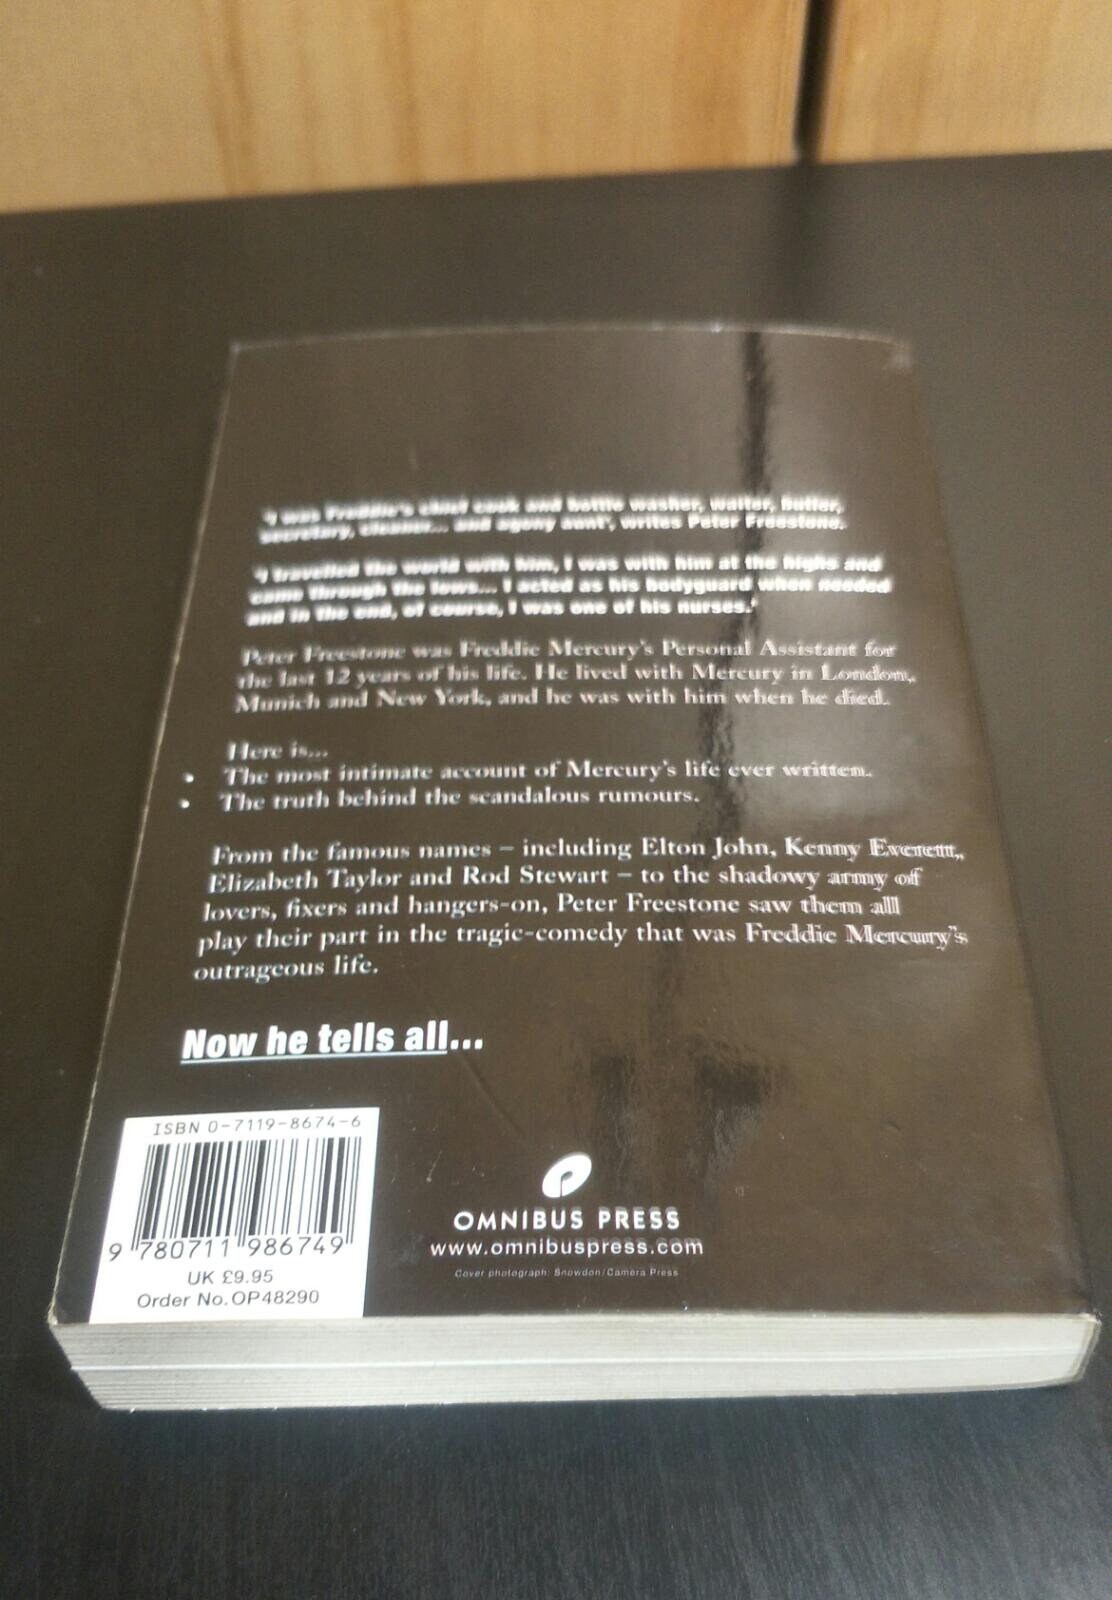 'I was Freddie's chief cook and bottle washer, waiter, butler,
secretary, cleaner... and agony aunt', writes Peter Freestone.
'I travelled the world with him, I was with him at the highs and
came through the lows... I acted as his bodyguard when needed
and in the end, of course, I was one of his nurses.'
Peter Freestone was Freddie Mercury's Personal Assistant for
the last 12 years of his life. He lived with Mercury in London,
Munich and New York, and he was with him when he died.
Here is...
• The most intimate account of Mercury's life ever written.
• The truth behind the scandalous rumours.
From the famous names – including Elton John, Kenny Everett,
Elizabeth Taylor and Rod Stewart – to the shadowy army of
lovers, fixers and hangers-on, Peter Freestone saw them all
play their part in the tragic-comedy that was Freddie Mercury's
outrageous life.
Now he tells all...
ISBN 0-7119-8674-6
9 780711 986749
UK £9.95
Order No. OP48290
OMNIBUS PRESS
www.omnibuspress.com
Cover photograph: Snowdon/Camera Press